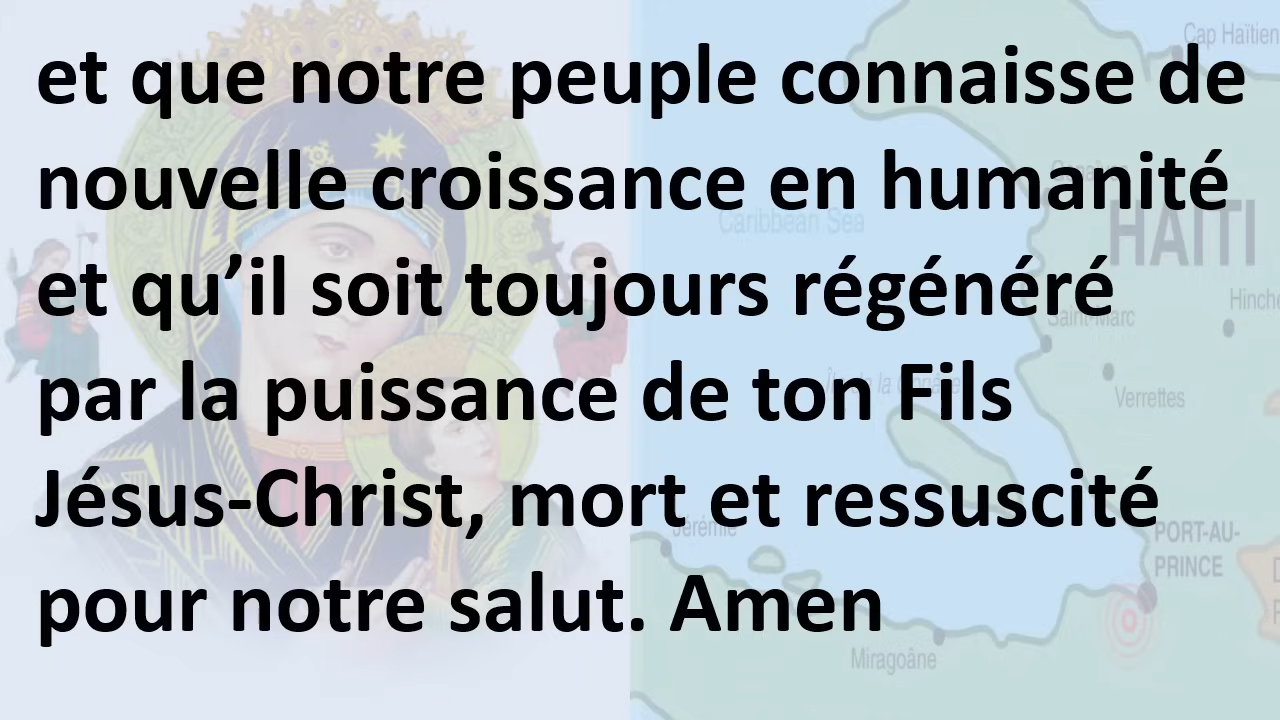 et que notre peuple connaisse de
nouvelle croissance en humanité
et qu’il soit toujours régénéré
par la puissance de ton Fils
Jésus-Christ, mort et ressuscité
pour notre salut. Amen
Cap Haïtien
Caribbean Sea
HAITI
Hinch
Saint-Marc
Verrettes
Jérémie
PORT-AU-
PRINCE
Miragoâne